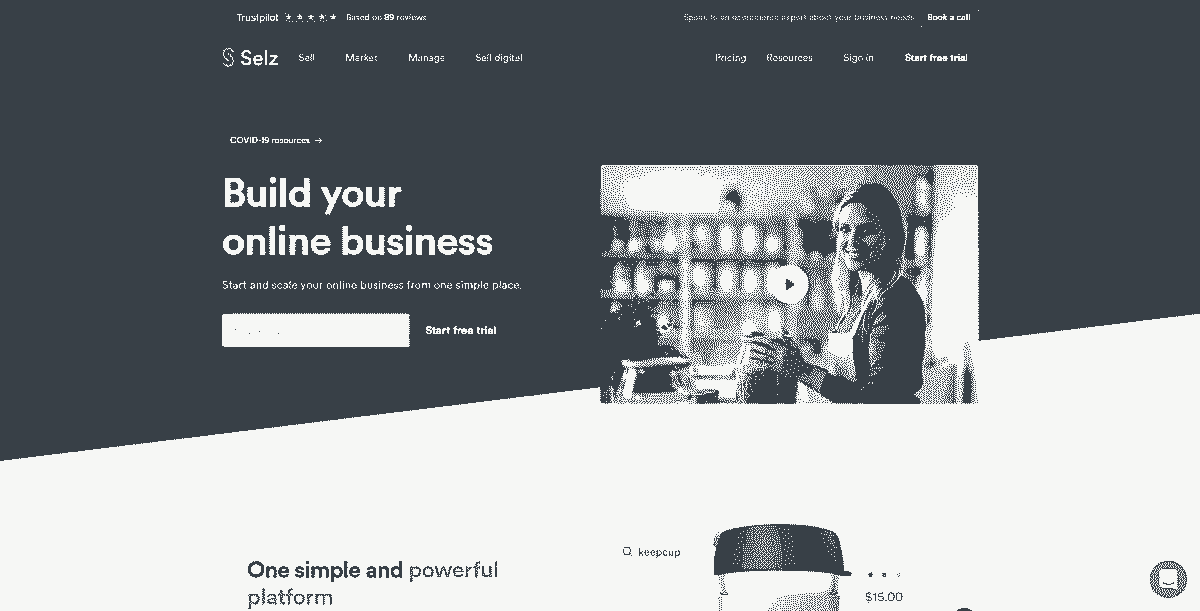 Trustpilot ★ ★ ★ ★ ★ Based on 89 reviews
Speak to an ecommerce expert about your business needs Book a call
Selz Sell Market Manage Sell digital
Pricing Resources Sign in Start free trial
COVID-19 resources →
Build your
online business
Start and scale your online business from one simple place.
Start free trial
One simple and powerful
platform
keepcup
$15.00